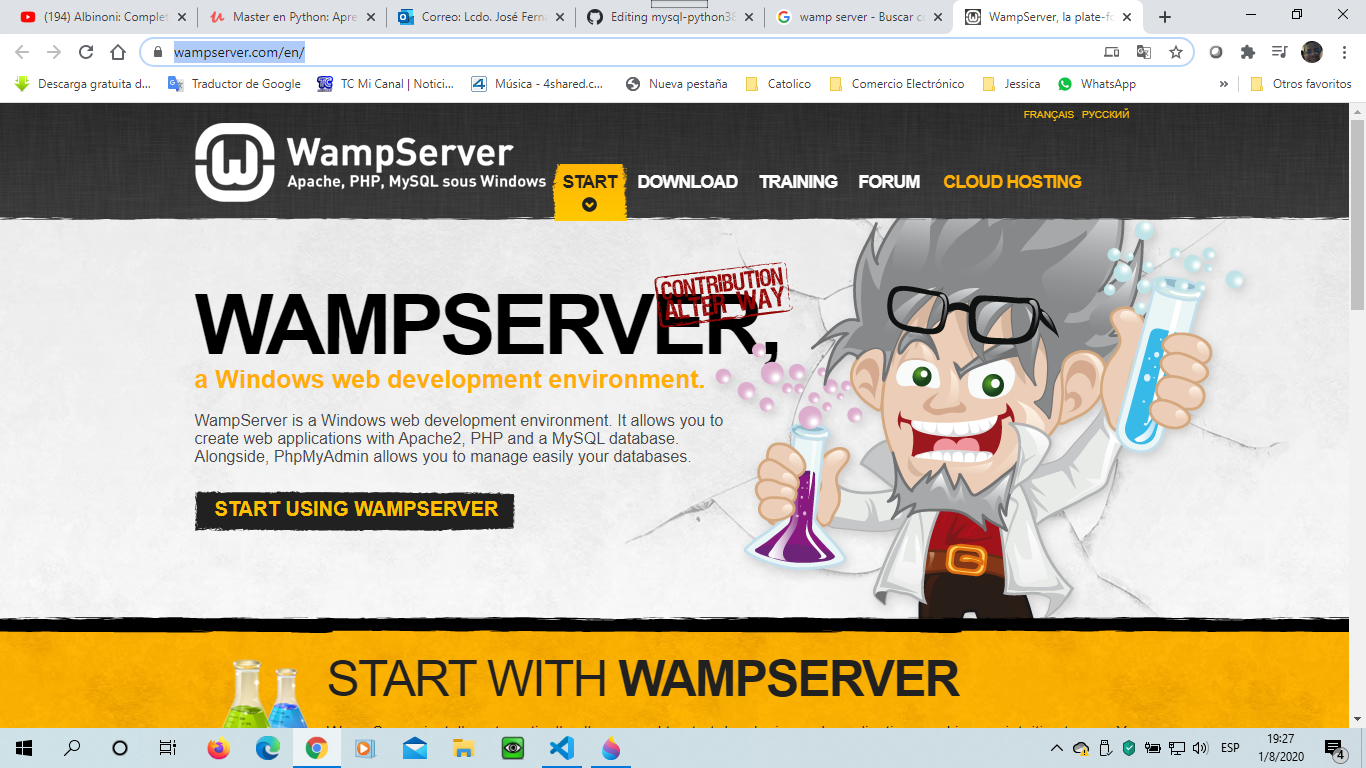 (194) Albinoni: Complet
Master en Python: Apre
Correo: Lcdo. José Fern
Editing mysql-python38
wamp server - Buscar c
WampServer, la plate-fo
wampserver.com/en/
Descarga gratuita d...
Traductor de Google
TC Mi Canal | Notici...
Música - 4shared.c...
Nueva pestaña
Catolico
Comercio Electrónico
Jessica
WhatsApp
»
Otros favoritos
FRANÇAIS РУССКИЙ
WampServer
Apache, PHP, MySQL sous Windows
START
DOWNLOAD
TRAINING
FORUM
CLOUD HOSTING
CONTRIBUTION
ALTER WAY
WAMPSERVER,
a Windows web development environment.
WampServer is a Windows web development environment. It allows you to
create web applications with Apache2, PHP and a MySQL database.
Alongside, PhpMyAdmin allows you to manage easily your databases.
START USING WAMPSERVER
START WITH WAMPSERVER
ESP
19:27
1/8/2020
4